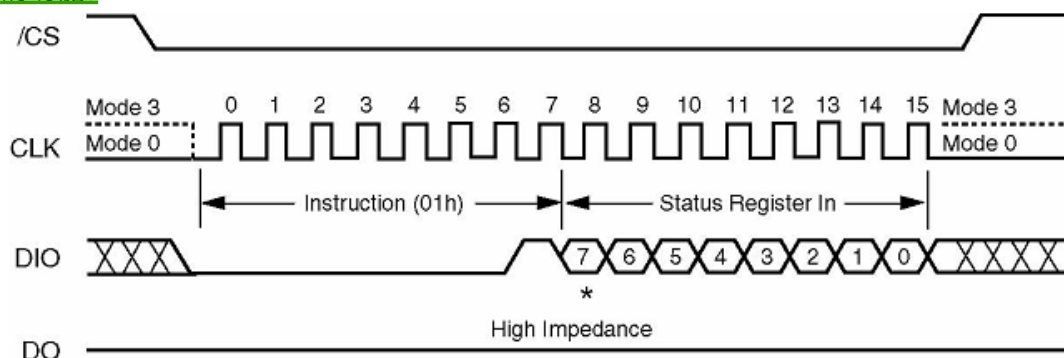 /CS
Mode 3 0 1 2 3 4 5 6 7 8 9 10 11 12 13 14 15 Mode 3
CLK Mode 0 Mode 0
Instruction (01h) Status Register In
DIO 7 6 5 4 3 2 1 0
*
High Impedance
DO